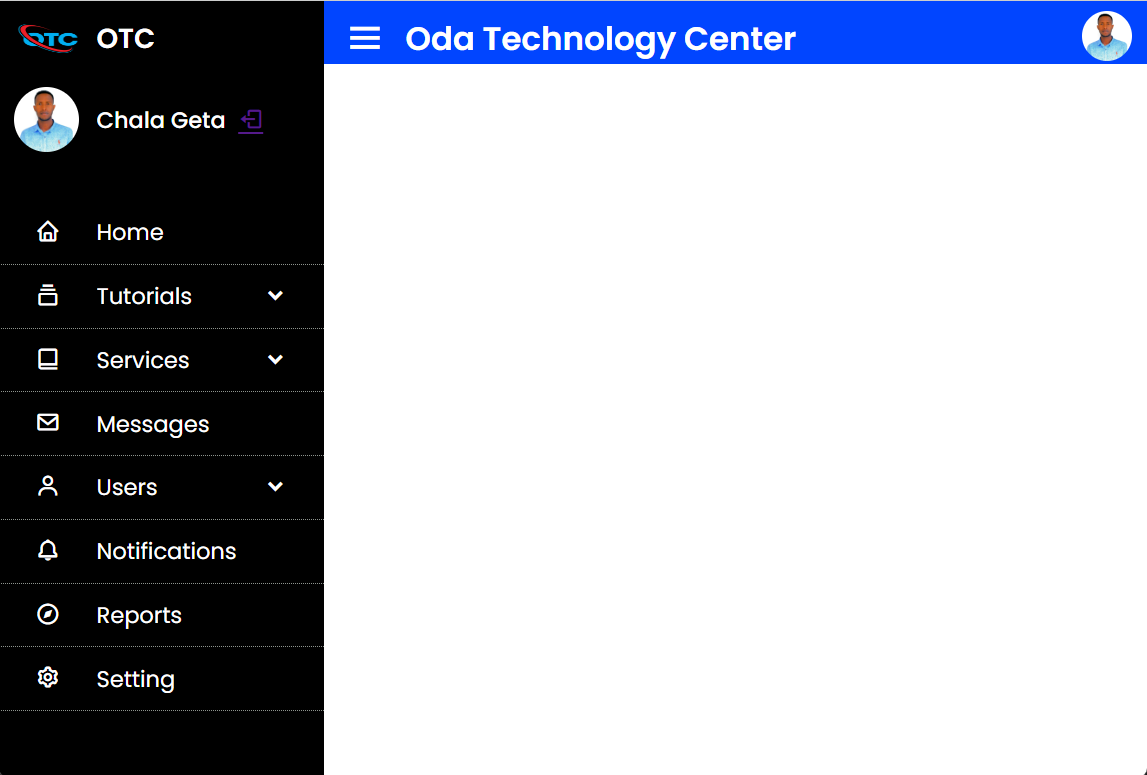 OTC OTC
Oda Technology Center
Chala Geta
Home
Tutorials
Services
Messages
Users
Notifications
Reports
Setting